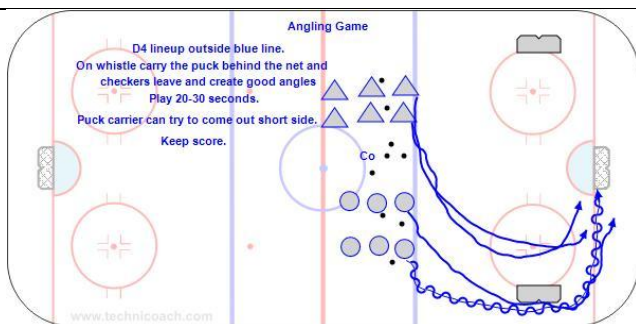 Angling Game
D4 lineup outside blue line.
On whistle carry the puck behind the net and
checkers leave and create good angles
Play 20-30 seconds.
Puck carrier can try to come out short side.
Keep score.
Co
www.technicoach.com